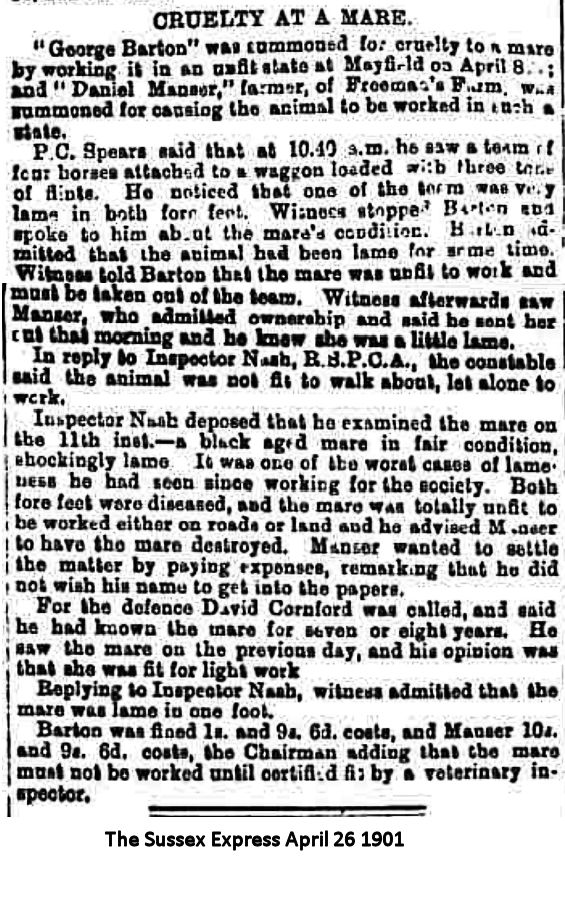 CRUELTY AT A MARE.
"George Barton" was summoned for cruelty to a mare
by working it in an unfit state at Mayfield on April 8
and "Daniel Manser," farmer, of Freeman's Farm, was
summoned for causing the animal to be worked in such a
state.
P.C. Spears said that at 10.40 a.m. he saw a team of
four horses attached to a waggon loaded with three tons
of flints. He noticed that one of the team was very
lame in both fore feet. Witness stopped Barton and
spoke to him about the mare's condition. Barton ad-
mitted that the animal had been lame for some time.
Witness told Barton that the mare was unfit to work and
must be taken out of the team. Witness afterwards saw
Manser, who admitted ownership and said he sent her
out that morning and he knew she was a little lame.
In reply to Inspector Nash, R.S.P.C.A., the constable
said the animal was not fit to walk about, let alone to
work.
Inspector Nash deposed that he examined the mare on
the 11th inst.—a black aged mare in fair condition,
shockingly lame. It was one of the worst cases of lame-
ness he had seen since working for the society. Both
fore feet were diseased, and the mare was totally unfit to
be worked either on roads or land and he advised Manser
to have the mare destroyed. Manser wanted to settle
the matter by paying expenses, remarking that he did
not wish his name to get into the papers.
For the defence David Cornford was called, and said
he had known the mare for seven or eight years. He
saw the mare on the previous day, and his opinion was
that she was fit for light work
Replying to Inspector Nash, witness admitted that the
mare was lame in one foot.
Barton was fined 1s. and 9s. 6d. costs, and Manser 10s.
and 9s. 6d. costs, the Chairman adding that the mare
must not be worked until certified fit by a veterinary in-
spector.
The Sussex Express April 26 1901